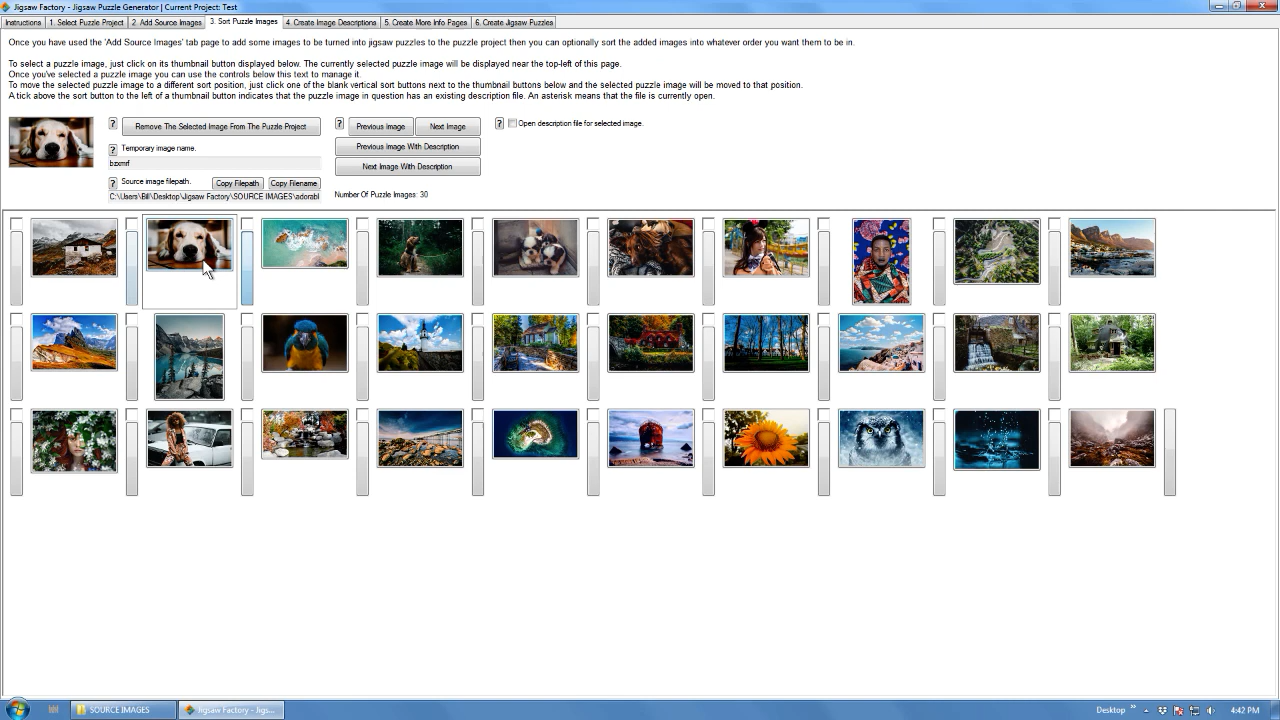 Jigsaw Factory - Jigsaw Puzzle Generator | Current Project: Test
Instructions 1. Select Puzzle Project 2. Add Source Images 3. Sort Puzzle Images 4. Create Image Descriptions 5. Create More Info Pages 6. Create Jigsaw Puzzles
Once you have used the 'Add Source Images' tab page to add some images to be turned into jigsaw puzzles to the puzzle project then you can optionally sort the added images into whatever order you want them to be in.
To select a puzzle image, just click on its thumbnail button displayed below. The currently selected puzzle image will be displayed near the top-left of this page.
Once you've selected a puzzle image you can use the controls below this text to manage it.
To move the selected puzzle image to a different sort position, just click one of the blank vertical sort buttons next to the thumbnail buttons below and the selected puzzle image will be moved to that position.
A tick above the sort button to the left of a thumbnail button indicates that the puzzle image in question has an existing description file. An asterisk means that the file is currently open.
? Remove The Selected Image From The Puzzle Project ? Previous Image Next Image ? Open description file for selected image.
? Temporary image name. Previous Image With Description
bzxmrf
Next Image With Description
? Source image filepath. Copy Filepath Copy Filename
C:\Users\Bill\Desktop\Jigsaw Factory\SOURCE IMAGES\adorabl
Number Of Puzzle Images: 30
SOURCE IMAGES Jigsaw Factory - Jigs... Desktop » 4:42 PM